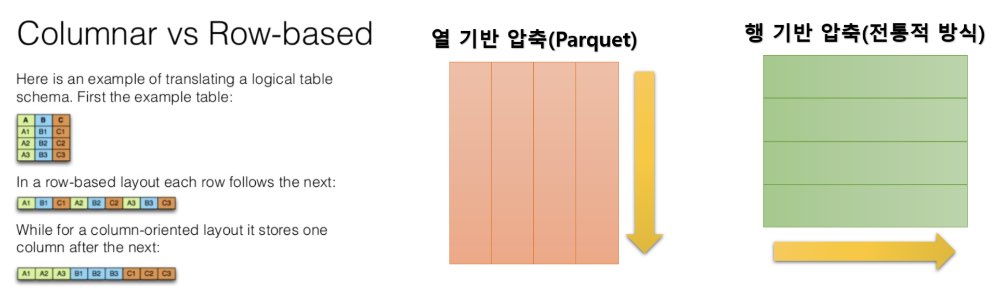 Columnar vs Row-based
Here is an example of translating a logical table
schema. First the example table:
A B C
A1 B1 C1
A2 B2 C2
A3 B3 C3
In a row-based layout each row follows the next:
A1 B1 C1 A2 B2 C2 A3 B3 C3
While for a column-oriented layout it stores one
column after the next:
A1 A2 A3 B1 B2 B3 C1 C2 C3
열 기반 압축(Parquet)
행 기반 압축(전통적 방식)